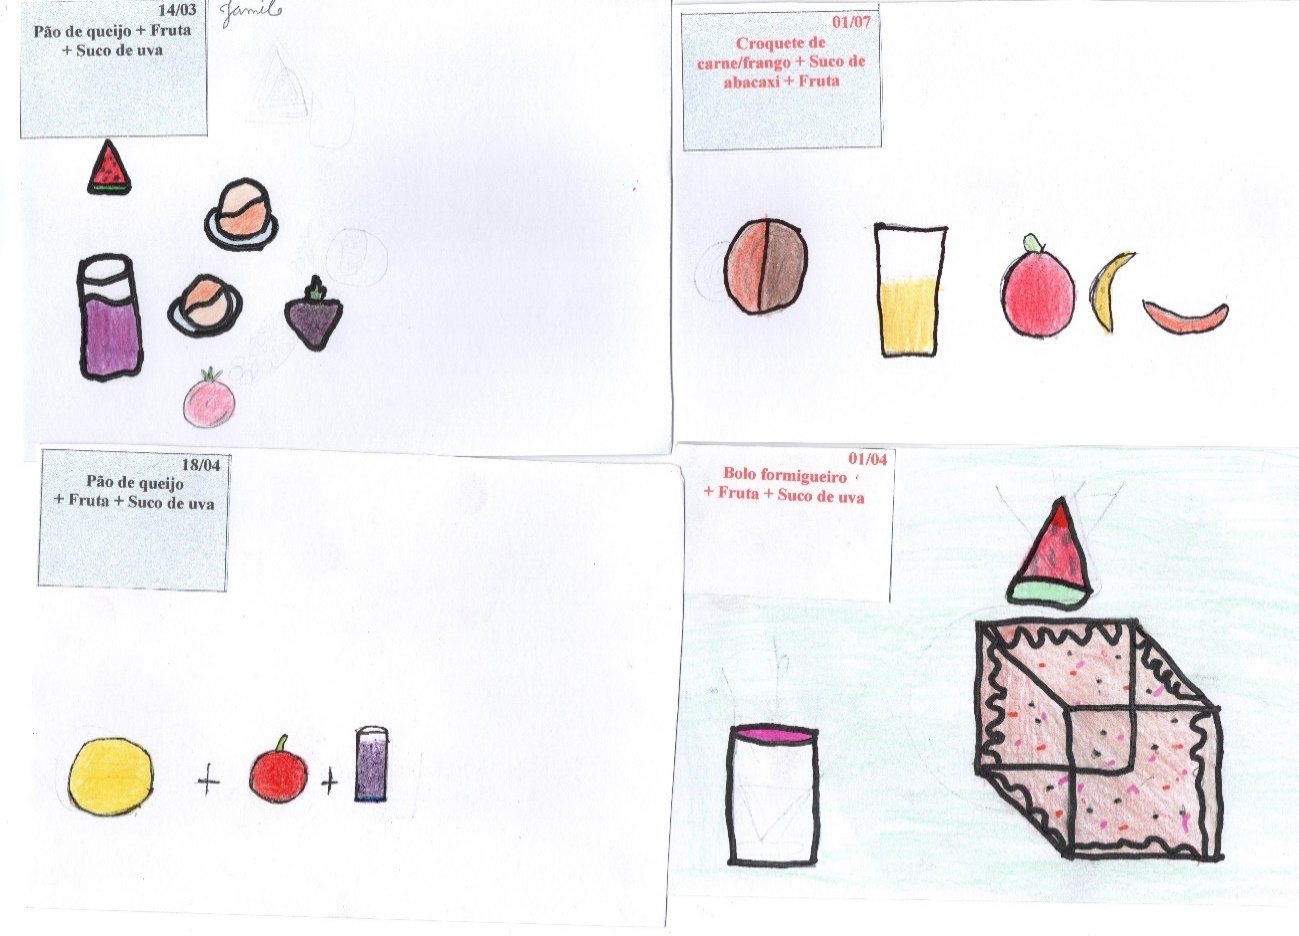 14/03
Pão de queijo + Fruta
+ Suco de uva
Jamile
01/07
Croquete de
carne/frango + Suco de
abacaxi + Fruta
18/04
Pão de queijo
+ Fruta + Suco de uva
+ +
01/04
Bolo formigueiro
+ Fruta + Suco de uva